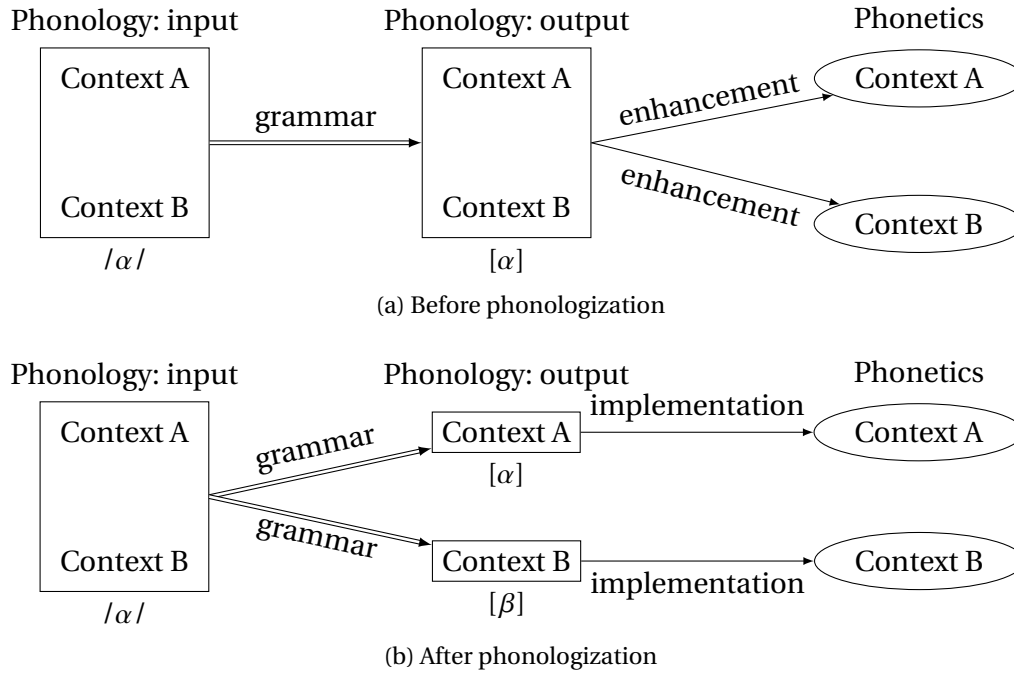 Phonology: input Phonology: output Phonetics
Context A Context A Context A
enhancement
grammar
enhancement
Context B Context B Context B
/α/ [α]
(a) Before phonologization
Phonology: input Phonology: output Phonetics
Context A Context A implementation Context A
grammar [α]
grammar
Context B Context B implementation Context B
/α/ [β]
(b) After phonologization